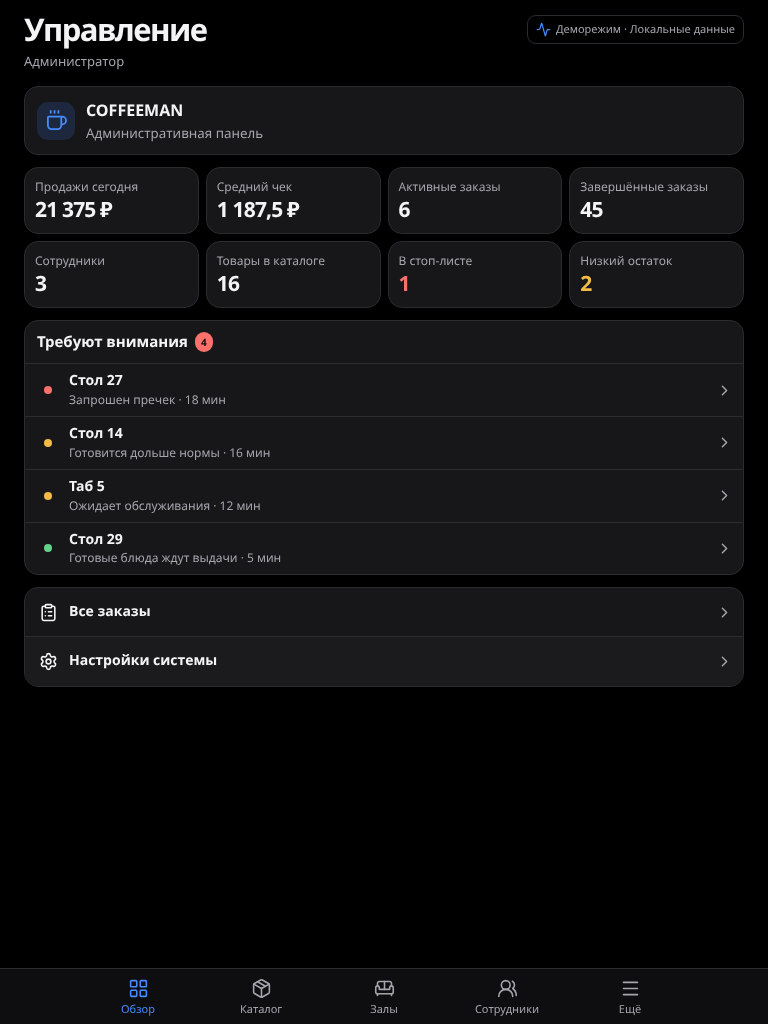 Управление
Деморежим · Локальные данные
Администратор
COFFEEMAN
Административная панель
Продажи сегодня
21 375 ₽
Средний чек
1 187,5 ₽
Активные заказы
6
Завершённые заказы
45
Сотрудники
3
Товары в каталоге
16
В стоп-листе
1
Низкий остаток
2
Требуют внимания 4
Стол 27
Запрошен пречек · 18 мин
Стол 14
Готовится дольше нормы · 16 мин
Таб 5
Ожидает обслуживания · 12 мин
Стол 29
Готовые блюда ждут выдачи · 5 мин
Все заказы
Настройки системы
Обзор
Каталог
Залы
Сотрудники
Ещё